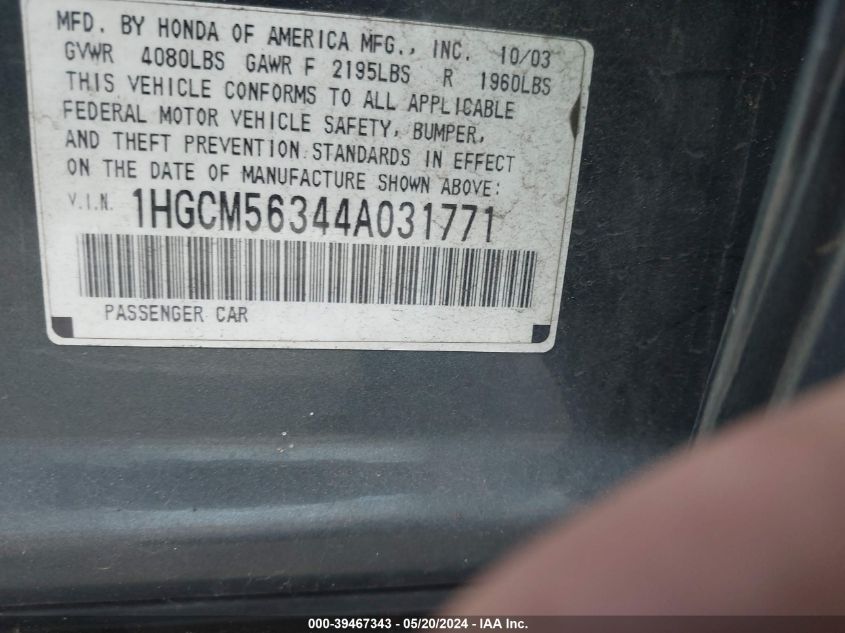 MFD. BY HONDA OF AMERICA MFG., INC. 10/03
GVWR 4080LBS GAWR F 2195LBS R 1960LBS
THIS VEHICLE CONFORMS TO ALL APPLICABLE
FEDERAL MOTOR VEHICLE SAFETY, BUMPER,
AND THEFT PREVENTION STANDARDS IN EFFECT
ON THE DATE OF MANUFACTURE SHOWN ABOVE:
V.I.N. 1HGCM56344A031771
PASSENGER CAR
000-39467343 - 05/20/2024 - IAA Inc.